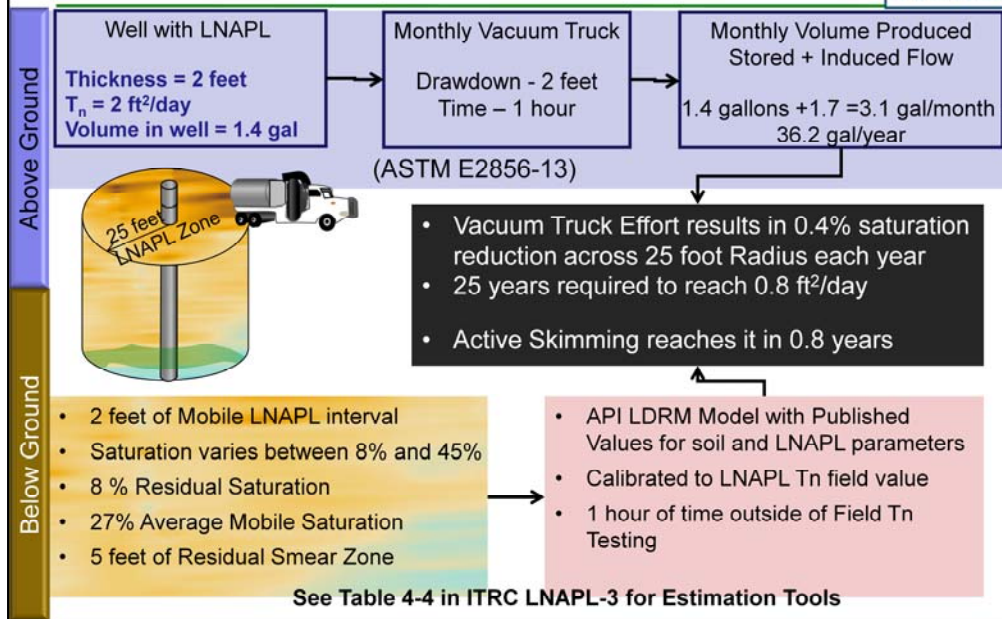 Above Ground
Well with LNAPL
Thickness = 2 feet
Tn = 2 ft²/day
Volume in well = 1.4 gal
Monthly Vacuum Truck
Drawdown - 2 feet
Time – 1 hour
Monthly Volume Produced
Stored + Induced Flow
1.4 gallons +1.7 =3.1 gal/month
36.2 gal/year
(ASTM E2856-13)
25 feet
LNAPL Zone
• Vacuum Truck Effort results in 0.4% saturation
reduction across 25 foot Radius each year
• 25 years required to reach 0.8 ft²/day
• Active Skimming reaches it in 0.8 years
Below Ground
• 2 feet of Mobile LNAPL interval
• Saturation varies between 8% and 45%
• 8 % Residual Saturation
• 27% Average Mobile Saturation
• 5 feet of Residual Smear Zone
• API LDRM Model with Published
Values for soil and LNAPL parameters
• Calibrated to LNAPL Tn field value
• 1 hour of time outside of Field Tn
Testing
See Table 4-4 in ITRC LNAPL-3 for Estimation Tools